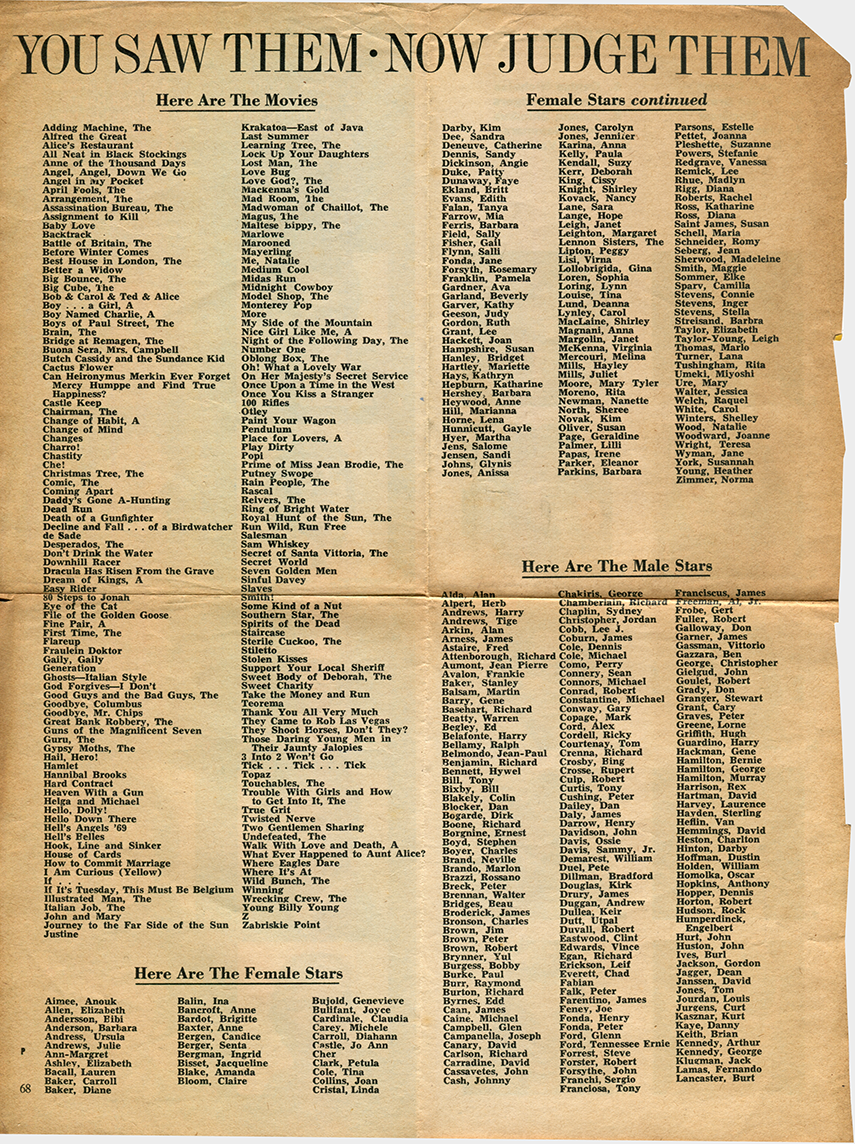 YOU SAW THEM • NOW JUDGE THEM
Here Are The Movies
Adding Machine, The
Alfred the Great
Alice's Restaurant
All Neat in Black Stockings
Anne of the Thousand Days
Angel, Angel, Down We Go
Angel in my Pocket
April Fools, The
Arrangement, The
Assassination Bureau, The
Assignment to Kill
Baby Love
Backtrack
Battle of Britain, The
Before Winter Comes
Best House in London, The
Better a Widow
Big Bounce, The
Big Cube, The
Bob & Carol & Ted & Alice
Boy . . . a Girl, A
Boy Named Charlie, A
Boys of Paul Street, The
Brain, The
Bridge at Remagen, The
Buona Sera, Mrs. Campbell
Butch Cassidy and the Sundance Kid
Cactus Flower
Can Heironymus Merkin Ever Forget
Mercy Humppe and Find True
Happiness?
Castle Keep
Chairman, The
Change of Habit, A
Change of Mind
Changes
Charro!
Chastity
Che!
Christmas Tree, The
Comic, The
Coming Apart
Daddy's Gone A-Hunting
Dead Run
Death of a Gunfighter
Decline and Fall . . . of a Birdwatcher
de Sade
Desperados, The
Don't Drink the Water
Downhill Racer
Dracula Has Risen From the Grave
Dream of Kings, A
Easy Rider
80 Steps to Jonah
Eye of the Cat
File of the Golden Goose
Fine Pair, A
First Time, The
Flareup
Fraulein Doktor
Gaily, Gaily
Generation
Ghosts—Italian Style
God Forgives—I Don't
Good Guys and the Bad Guys, The
Goodbye, Columbus
Goodbye, Mr. Chips
Great Bank Robbery, The
Guns of the Magnificent Seven
Guru, The
Gypsy Moths, The
Hail, Hero!
Hamlet
Hannibal Brooks
Hard Contract
Heaven With a Gun
Helga and Michael
Hello, Dolly!
Hello Down There
Hell's Angels '69
Hell's Belles
Hook, Line and Sinker
House of Cards
How to Commit Marriage
I Am Curious (Yellow)
If . . .
If It's Tuesday, This Must Be Belgium
Illustrated Man, The
Italian Job, The
John and Mary
Journey to the Far Side of the Sun
Justine
Krakatoa—East of Java
Last Summer
Learning Tree, The
Lock Up Your Daughters
Lost Man, The
Love Bug
Love God?, The
Mackenna's Gold
Mad Room, The
Madwoman of Chaillot, The
Magus, The
Maltese Bippy, The
Marlowe
Marooned
Mayerling
Me, Natalie
Medium Cool
Midas Run
Midnight Cowboy
Model Shop, The
Monterey Pop
More
My Side of the Mountain
Nice Girl Like Me, A
Night of the Following Day, The
Number One
Oblong Box, The
Oh! What a Lovely War
On Her Majesty's Secret Service
Once Upon a Time in the West
Once You Kiss a Stranger
100 Rifles
Otley
Paint Your Wagon
Pendulum
Place for Lovers, A
Play Dirty
Popi
Prime of Miss Jean Brodie, The
Putney Swope
Rain People, The
Rascal
Reivers, The
Ring of Bright Water
Royal Hunt of the Sun, The
Run Wild, Run Free
Salesman
Sam Whiskey
Secret of Santa Vittoria, The
Secret World
Seven Golden Men
Sinful Davey
Slaves
Smith!
Some Kind of a Nut
Southern Star, The
Spirits of the Dead
Staircase
Sterile Cuckoo, The
Stiletto
Stolen Kisses
Support Your Local Sheriff
Sweet Body of Deborah, The
Sweet Charity
Take the Money and Run
Teorema
Thank You All Very Much
They Came to Rob Las Vegas
They Shoot Horses, Don't They?
Those Daring Young Men in
Their Jaunty Jalopies
3 Into 2 Won't Go
Tick . . . Tick . . . Tick
Topaz
Touchables, The
Trouble With Girls and How
to Get Into It, The
True Grit
Twisted Nerve
Two Gentlemen Sharing
Undefeated, The
Walk With Love and Death, A
What Ever Happened to Aunt Alice?
Where Eagles Dare
Where It's At
Wild Bunch, The
Winning
Wrecking Crew, The
Young Billy Young
Z
Zabriskie Point
Here Are The Female Stars
Aimee, Anouk
Allen, Elizabeth
Andersson, Bibi
Anderson, Barbara
Andress, Ursula
Andrews, Julie
Ann-Margret
Ashley, Elizabeth
Bacall, Lauren
Baker, Carroll
Baker, Diane
Balin, Ina
Bancroft, Anne
Bardot, Brigitte
Baxter, Anne
Bergen, Candice
Berger, Senta
Bergman, Ingrid
Bisset, Jacqueline
Blake, Amanda
Bloom, Claire
Bujold, Genevieve
Bulifant, Joyce
Cardinale, Claudia
Carey, Michele
Carroll, Diahann
Castle, Jo Ann
Cher
Clark, Petula
Cole, Tina
Collins, Joan
Cristal, Linda
P
68
Female Stars continued
Darby, Kim
Dee, Sandra
Deneuve, Catherine
Dennis, Sandy
Dickinson, Angie
Duke, Patty
Dunaway, Faye
Ekland, Britt
Evans, Edith
Falan, Tanya
Farrow, Mia
Ferris, Barbara
Field, Sally
Fisher, Gail
Flynn, Salli
Fonda, Jane
Forsyth, Rosemary
Franklin, Pamela
Gardner, Ava
Garland, Beverly
Garver, Kathy
Geeson, Judy
Gordon, Ruth
Grant, Lee
Hackett, Joan
Hampshire, Susan
Hanley, Bridget
Hartley, Mariette
Hays, Kathryn
Hepburn, Katharine
Hershey, Barbara
Heywood, Anne
Hill, Marianna
Horne, Lena
Hunnicutt, Gayle
Hyer, Martha
Jens, Salome
Jensen, Sandi
Johns, Glynis
Jones, Anissa
Jones, Carolyn
Jones, Jennifer
Karina, Anna
Kelly, Paula
Kendall, Suzy
Kerr, Deborah
King, Cissy
Knight, Shirley
Kovack, Nancy
Lane, Sara
Lange, Hope
Leigh, Janet
Leighton, Margaret
Lennon Sisters, The
Lipton, Peggy
Lisi, Virna
Lollobrigida, Gina
Loren, Sophia
Loring, Lynn
Louise, Tina
Lund, Deanna
Lynley, Carol
MacLaine, Shirley
Magnani, Anna
Margolin, Janet
McKenna, Virginia
Mercouri, Melina
Mills, Hayley
Mills, Juliet
Moore, Mary Tyler
Moreno, Rita
Newman, Nanette
North, Sheree
Novak, Kim
Oliver, Susan
Page, Geraldine
Palmer, Lilli
Papas, Irene
Parker, Eleanor
Parkins, Barbara
Parsons, Estelle
Pettet, Joanna
Pleshette, Suzanne
Powers, Stefanie
Redgrave, Vanessa
Remick, Lee
Rhue, Madlyn
Rigg, Diana
Roberts, Rachel
Ross, Katharine
Ross, Diana
Saint James, Susan
Schell, Maria
Schneider, Romy
Seberg, Jean
Sherwood, Madeleine
Smith, Maggie
Sommer, Elke
Sparv, Camilla
Stevens, Connie
Stevens, Inger
Stevens, Stella
Streisand, Barbra
Taylor, Elizabeth
Taylor-Young, Leigh
Thomas, Marlo
Turner, Lana
Tushingham, Rita
Umeki, Miyoshi
Ure, Mary
Walter, Jessica
Welch, Raquel
White, Carol
Winters, Shelley
Wood, Natalie
Woodward, Joanne
Wright, Teresa
Wyman, Jane
York, Susannah
Young, Heather
Zimmer, Norma
Here Are The Male Stars
Alda, Alan
Alpert, Herb
Andrews, Harry
Andrews, Tige
Arkin, Alan
Arness, James
Astaire, Fred
Attenborough, Richard
Aumont, Jean Pierre
Avalon, Frankie
Baker, Stanley
Balsam, Martin
Barry, Gene
Basehart, Richard
Beatty, Warren
Begley, Ed
Belafonte, Harry
Bellamy, Ralph
Belmondo, Jean-Paul
Benjamin, Richard
Bennett, Hywel
Bill, Tony
Bixby, Bill
Blakely, Colin
Blocker, Dan
Bogarde, Dirk
Boone, Richard
Borgnine, Ernest
Boyd, Stephen
Boyer, Charles
Brand, Neville
Brando, Marlon
Brazzi, Rossano
Breck, Peter
Brennan, Walter
Bridges, Beau
Broderick, James
Bronson, Charles
Brown, Jim
Brown, Peter
Brown, Robert
Brynner, Yul
Burgess, Bobby
Burke, Paul
Burr, Raymond
Burton, Richard
Byrnes, Edd
Caan, James
Caine, Michael
Campbell, Glen
Campanella, Joseph
Canary, David
Carlson, Richard
Carradine, David
Cassavetes, John
Cash, Johnny
Chakiris, George
Chamberlain, Richard
Chaplin, Sydney
Christopher, Jordan
Cobb, Lee J.
Coburn, James
Cole, Dennis
Cole, Michael
Como, Perry
Connery, Sean
Connors, Michael
Conrad, Robert
Constantine, Michael
Conway, Gary
Copage, Mark
Cord, Alex
Cordell, Ricky
Courtenay, Tom
Crenna, Richard
Crosby, Bing
Crosse, Rupert
Culp, Robert
Curtis, Tony
Cushing, Peter
Dailey, Dan
Daly, James
Darrow, Henry
Davidson, John
Davis, Ossie
Davis, Sammy, Jr.
Demarest, William
Duel, Pete
Dillman, Bradford
Douglas, Kirk
Drury, James
Duggan, Andrew
Dullea, Keir
Dutt, Utpal
Duvall, Robert
Eastwood, Clint
Edwards, Vince
Egan, Richard
Erickson, Leif
Everett, Chad
Fabian
Falk, Peter
Farentino, James
Feney, Joe
Fonda, Henry
Fonda, Peter
Ford, Glenn
Ford, Tennessee Ernie
Forrest, Steve
Forster, Robert
Forsythe, John
Franchi, Sergio
Franciosa, Tony
Franciscus, James
Freeman, Al, Jr.
Frobe, Gert
Fuller, Robert
Galloway, Don
Garner, James
Gassman, Vittorio
Gazzara, Ben
George, Christopher
Gielgud, John
Goulet, Robert
Grady, Don
Granger, Stewart
Grant, Cary
Graves, Peter
Greene, Lorne
Griffith, Hugh
Guardino, Harry
Hackman, Gene
Hamilton, Bernie
Hamilton, George
Hamilton, Murray
Harrison, Rex
Hartman, David
Harvey, Laurence
Hayden, Sterling
Heflin, Van
Hemmings, David
Heston, Charlton
Hinton, Darby
Hoffman, Dustin
Holden, William
Homolka, Oscar
Hopkins, Anthony
Hopper, Dennis
Horton, Robert
Hudson, Rock
Humperdinck,
Engelbert
Hurt, John
Huston, John
Ives, Burl
Jackson, Gordon
Jagger, Dean
Janssen, David
Jones, Tom
Jourdan, Louis
Jurgens, Curt
Kasznar, Kurt
Kaye, Danny
Keith, Brian
Kennedy, Arthur
Kennedy, George
Klugman, Jack
Lamas, Fernando
Lancaster, Burt